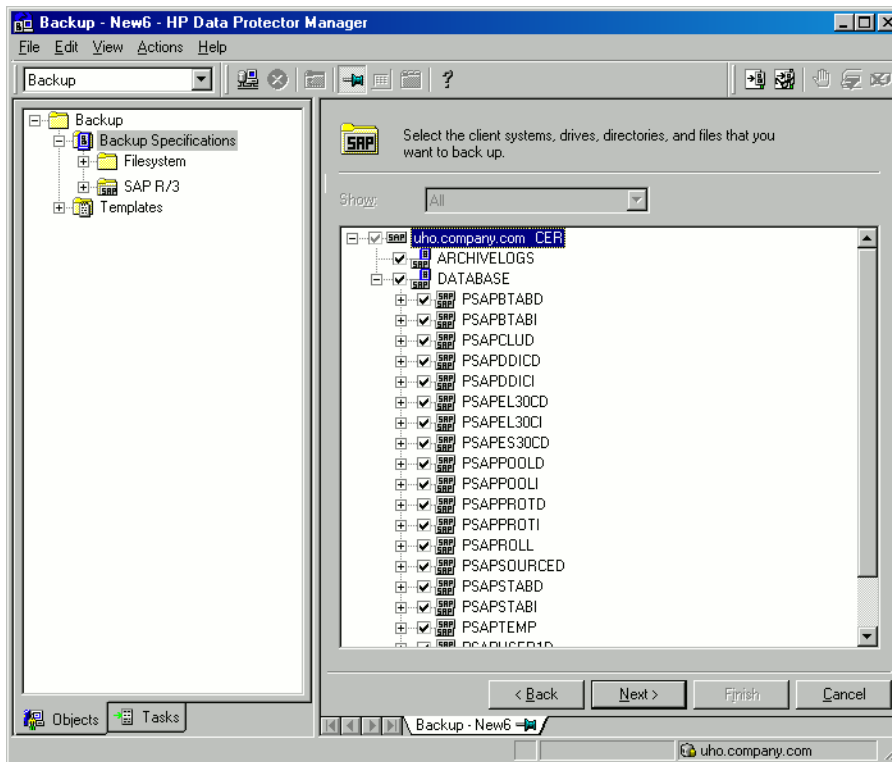 Backup - New6 - HP Data Protector Manager
File Edit View Actions Help
Backup
?
Backup
Backup Specifications
Filesystem
SAP R/3
Templates
SAP
Select the client systems, drives, directories, and files that you
want to back up.
Show:
All
uho.company.com CER
ARCHIVELOGS
DATABASE
PSAPBTABD
PSAPBTABI
PSAPCLUD
PSAPDDICD
PSAPDDICI
PSAPEL30CD
PSAPEL30CI
PSAPES30CD
PSAPPOOLD
PSAPPOOLI
PSAPPROTD
PSAPPROTI
PSAPROLL
PSAPSOURCED
PSAPSTABD
PSAPSTABI
PSAPTEMP
PSAPUSER1D
< Back Next > Finish Cancel
Objects Tasks
Backup - New6
uho.company.com